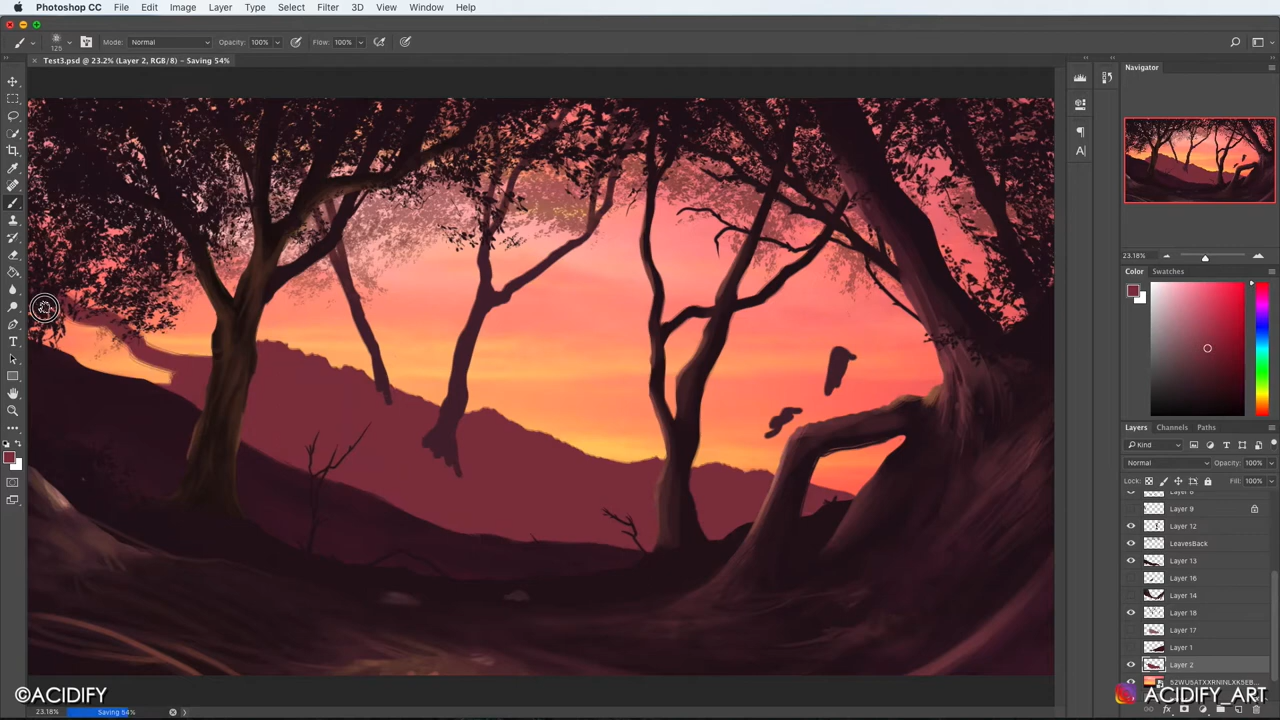 Photoshop CC File Edit Image Layer Type Select Filter 3D View Window Help
125 Mode: Normal Opacity: 100% Flow: 100%
Test3.psd @ 23.2% (Layer 2, RGB/8) – Saving 54%
Navigator
23.18%
Color Swatches
Layers Channels Paths
Kind
Normal Opacity: 100%
Lock: Fill: 100%
Layer 9
Layer 12
LeavesBack
Layer 13
Layer 16
Layer 14
Layer 18
Layer 17
Layer 1
Layer 2
52WU5ATXXRNINLXK5EB...
©ACIDIFY
ACIDIFY_ART
23.18% Saving 54%